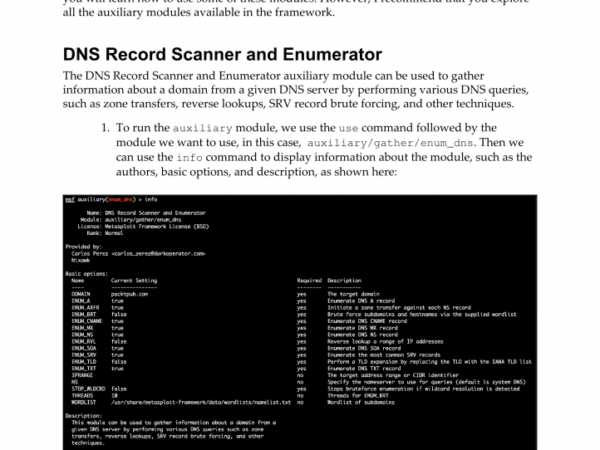 you will learn how to use some of these modules. However, I recommend that you explore
all the auxiliary modules available in the framework.
DNS Record Scanner and Enumerator
The DNS Record Scanner and Enumerator auxiliary module can be used to gather
information about a domain from a given DNS server by performing various DNS queries,
such as zone transfers, reverse lookups, SRV record brute forcing, and other techniques.
1. To run the auxiliary module, we use the use command followed by the
module we want to use, in this case, auxiliary/gather/enum_dns. Then we
can use the info command to display information about the module, such as the
authors, basic options, and description, as shown here:
msf auxiliary(enum_dns) > info
Name: DNS Record Scanner and Enumerator
Module: auxiliary/gather/enum_dns
License: Metasploit Framework License (BSD)
Rank: Normal
Provided by:
Carlos Perez <carlos_perez@darkoperator.com>
Nixawk
Basic options:
Name Current Setting Required Description
---- --------------- -------- -----------
DOMAIN packtpub.com yes The target domain
ENUM_A true yes Enumerate DNS A record
ENUM_AXFR true yes Initiate a zone transfer against each NS record
ENUM_BRT false yes Brute force subdomains and hostnames via the supplied wordlist
ENUM_CNAME true yes Enumerate DNS CNAME record
ENUM_MX true yes Enumerate DNS MX record
ENUM_NS true yes Enumerate DNS NS record
ENUM_RVL false yes Reverse lookup a range of IP addresses
ENUM_SOA true yes Enumerate DNS SOA record
ENUM_SRV true yes Enumerate the most common SRV records
ENUM_TLD false yes Perform a TLD expansion by replacing the TLD with the IANA TLD list
ENUM_TXT true yes Enumerate DNS TXT record
IPRANGE no The target address range or CIDR identifier
NS no Specify the nameserver to use for queries (default is system DNS)
STOP_WLDCRD false yes Stops bruteforce enumeration if wildcard resolution is detected
THREADS 10 no Threads for ENUM_BRT
WORDLIST /usr/share/metasploit-framework/data/wordlists/namelist.txt no Wordlist of subdomains
Description:
This module can be used to gather information about a domain from a
given DNS server by performing various DNS queries such as zone
transfers, reverse lookups, SRV record brute forcing, and other
techniques.